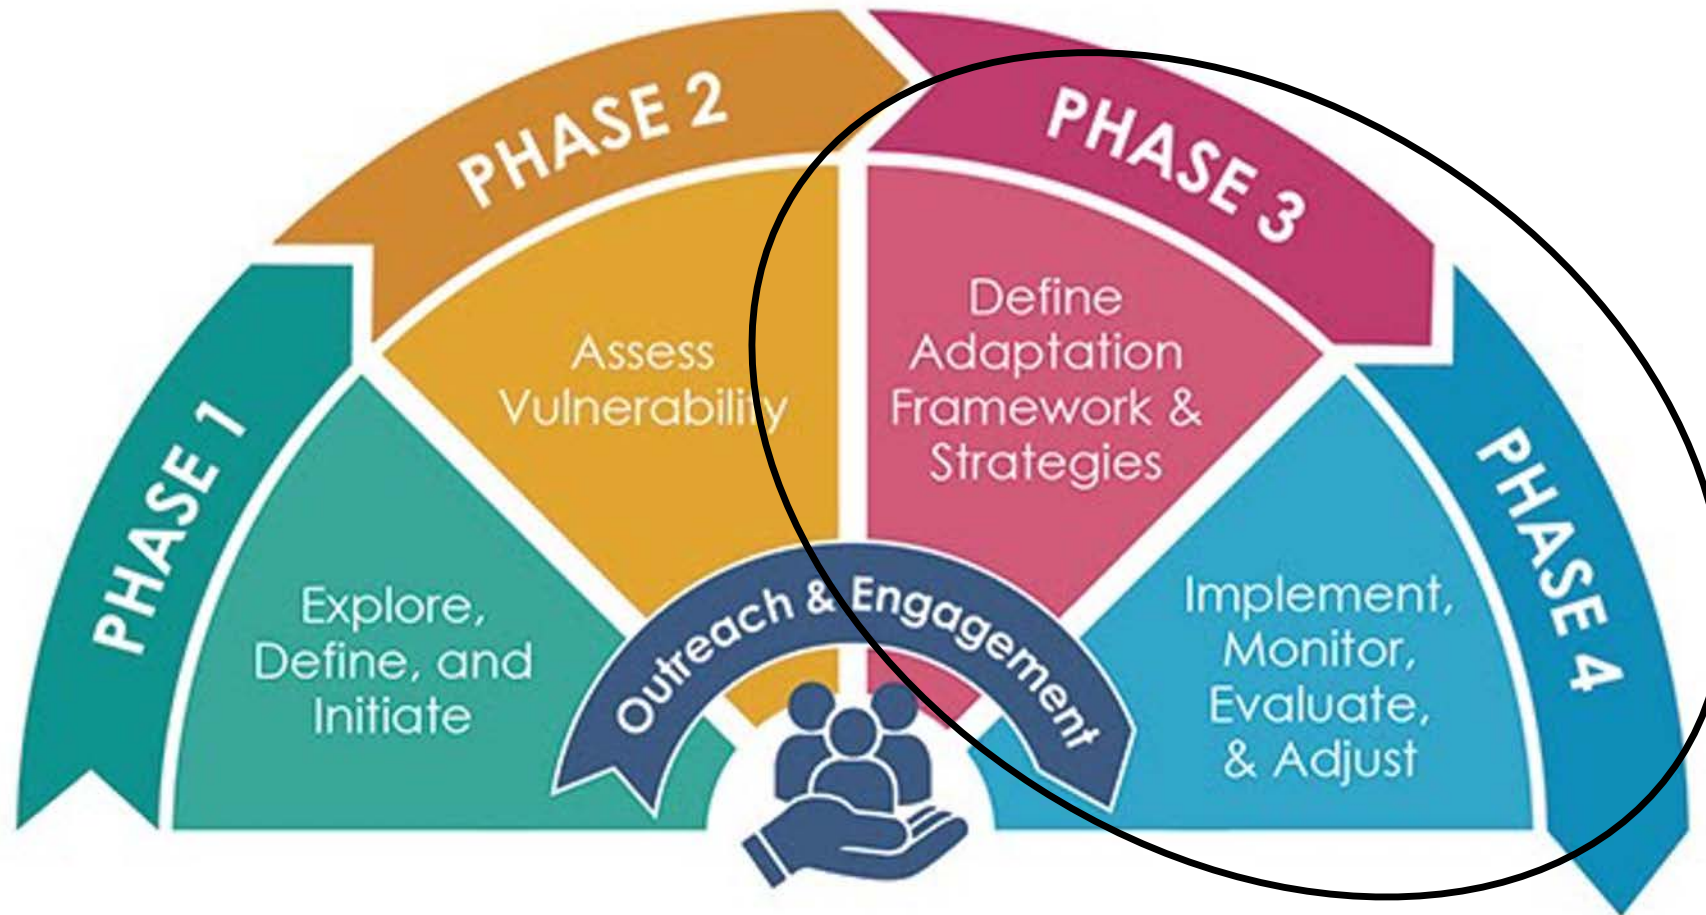 PHASE 1
Explore,
Define, and
Initiate
PHASE 2
Assess
Vulnerability
PHASE 3
Define
Adaptation
Framework &
Strategies
PHASE 4
Implement,
Monitor,
Evaluate,
& Adjust
Outreach & Engagement